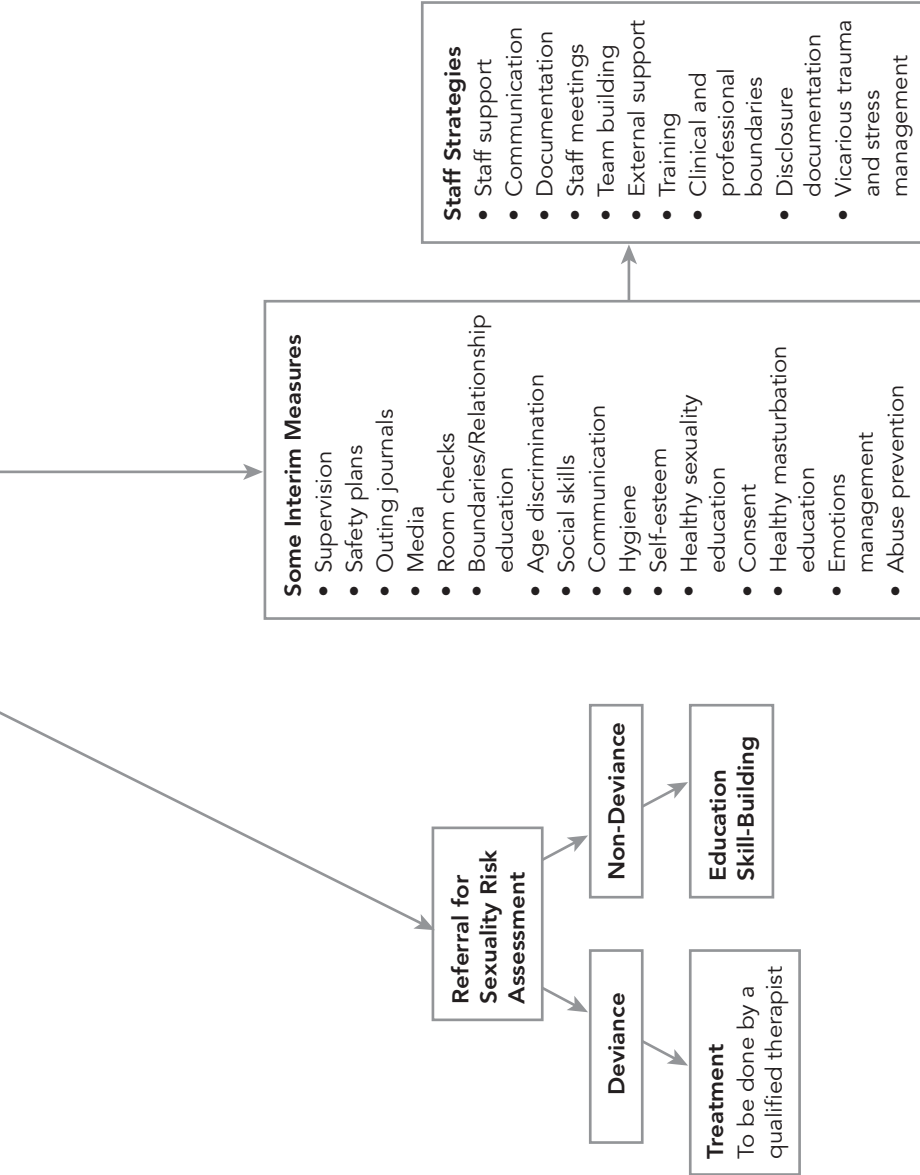 Referral for
Sexuality Risk
Assessment
Deviance
Non-Deviance
Treatment
To be done by a
qualified therapist
Education
Skill-Building
Some Interim Measures
• Supervision
• Safety plans
• Outing journals
• Media
• Room checks
• Boundaries/Relationship
education
• Age discrimination
• Social skills
• Communication
• Hygiene
• Self-esteem
• Healthy sexuality
education
• Consent
• Healthy masturbation
education
• Emotions
management
• Abuse prevention
Staff Strategies
• Staff support
• Communication
• Documentation
• Staff meetings
• Team building
• External support
• Training
• Clinical and
professional
boundaries
• Disclosure
documentation
• Vicarious trauma
and stress
management